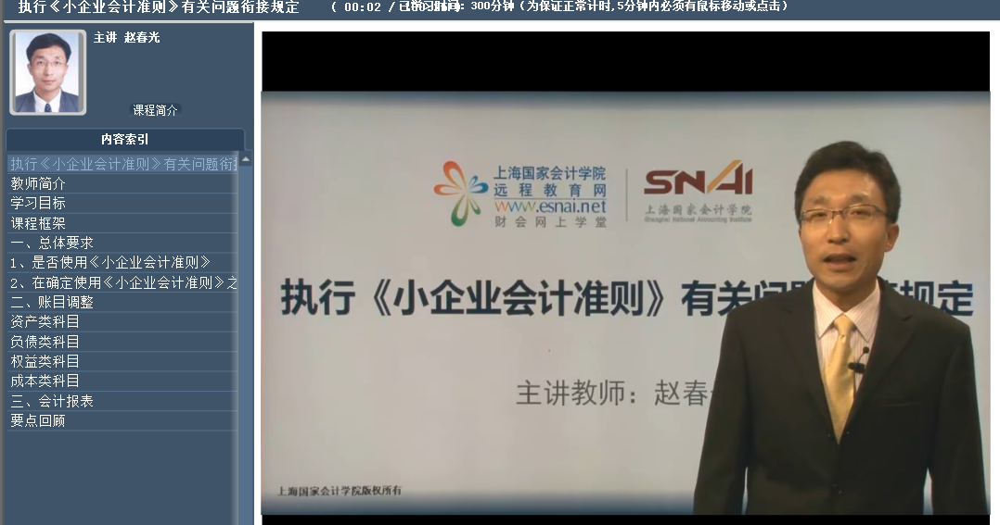 执行《小企业会计准则》有关问题衔接规定 （ 00:02 / 300分钟（为保证正常计时,5分钟内必须有鼠标移动或点击）
主讲 赵春光
课程简介
内容索引
执行《小企业会计准则》有关问题衔接
教师简介
学习目标
课程框架
一、总体要求
1、是否使用《小企业会计准则》
2、在确定使用《小企业会计准则》之
二、账目调整
资产类科目
负债类科目
权益类科目
成本类科目
三、会计报表
要点回顾
上海国家会计学院
远程教育网
www.esnai.net
财会网上学堂
SNAI
上海国家会计学院
Shanghai National Accounting Institute
执行《小企业会计准则》有关问 规定
主讲教师：赵春
上海国家会计学院版权所有